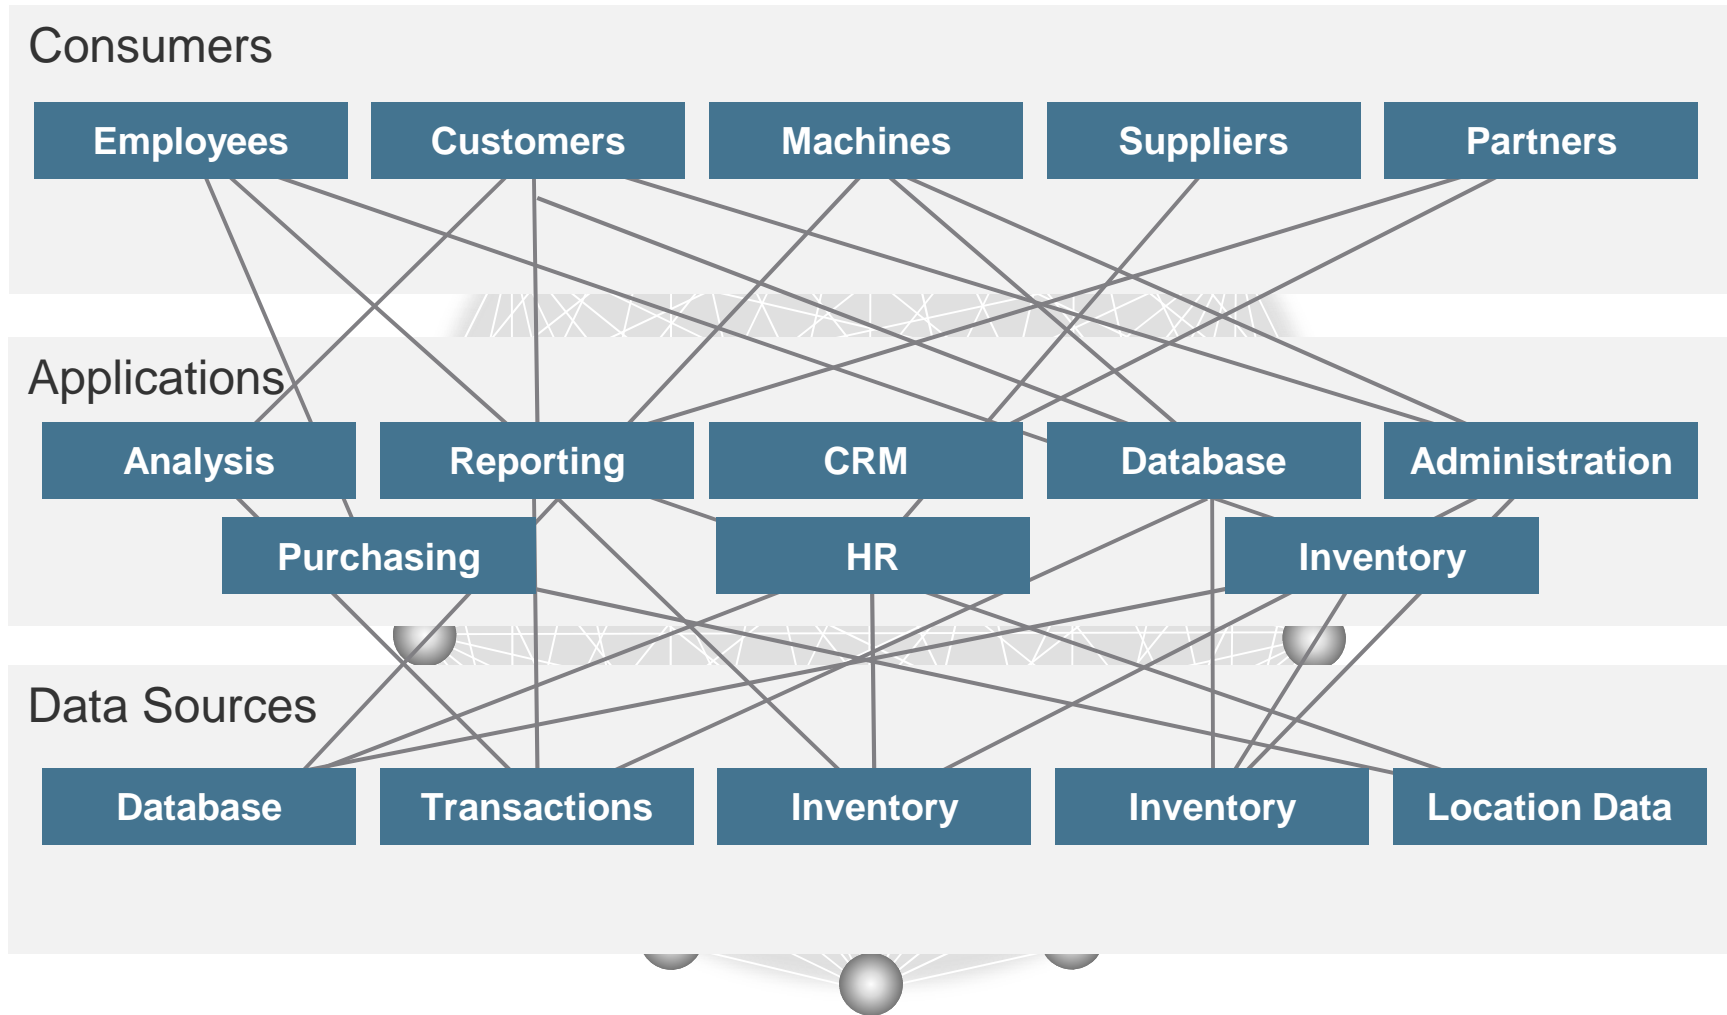 Consumers
Employees
Customers
Machines
Suppliers
Partners
Applications
Analysis
Reporting
CRM
Database
Administration
Purchasing
HR
Inventory
Data Sources
Database
Transactions
Inventory
Inventory
Location Data